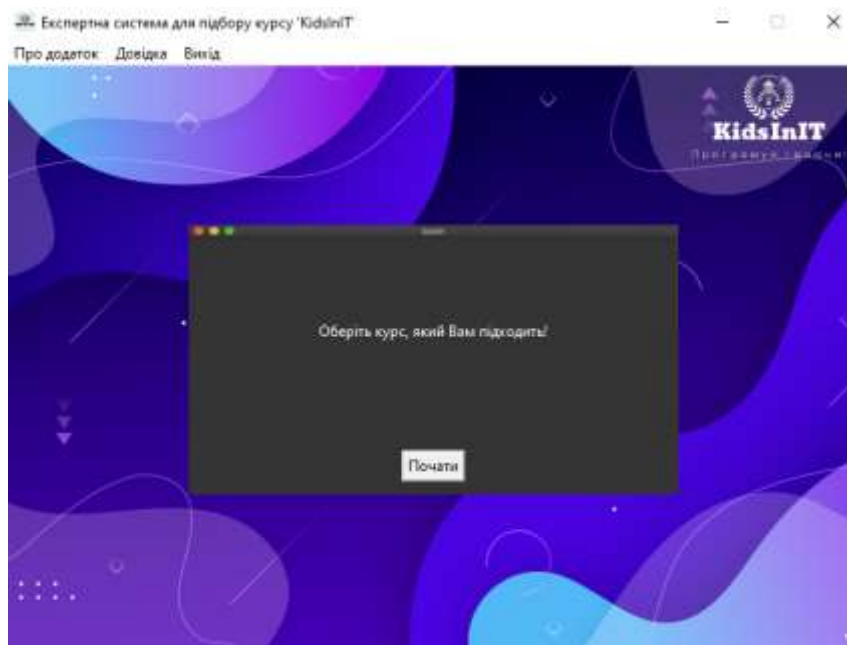 Експертна система для підбору курсу 'KidsInIT'
Про додаток Довідка Вихід
KidsInIT
Оберіть курс, який Вам підходить!
Почати